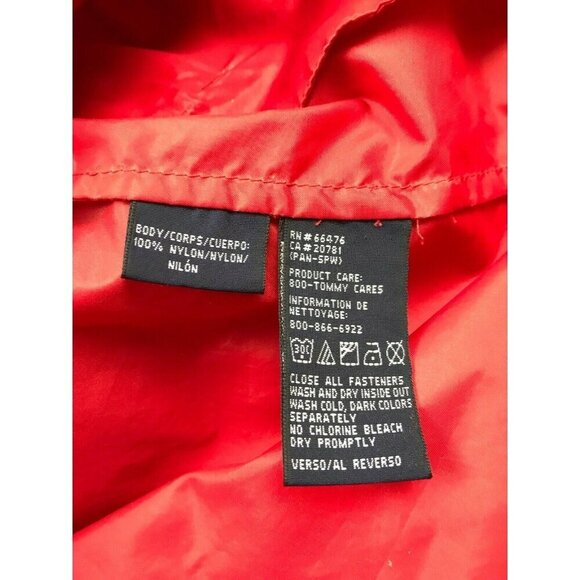 BODY/CORPS/CUERPO:
100% NYLON/NYLON/
NILÓN
RN#66476
CA#20781
(PAN-SPW)
PRODUCT CARE:
800-TOMMY CARES
INFORMATION DE
NETTOYAGE:
800-866-6922
30C
CLOSE ALL FASTENERS
WASH AND DRY INSIDE OUT
WASH COLD, DARK COLORS
SEPARATELY
NO CHLORINE BLEACH
DRY PROMPTLY
VERSO/AL REVERSO